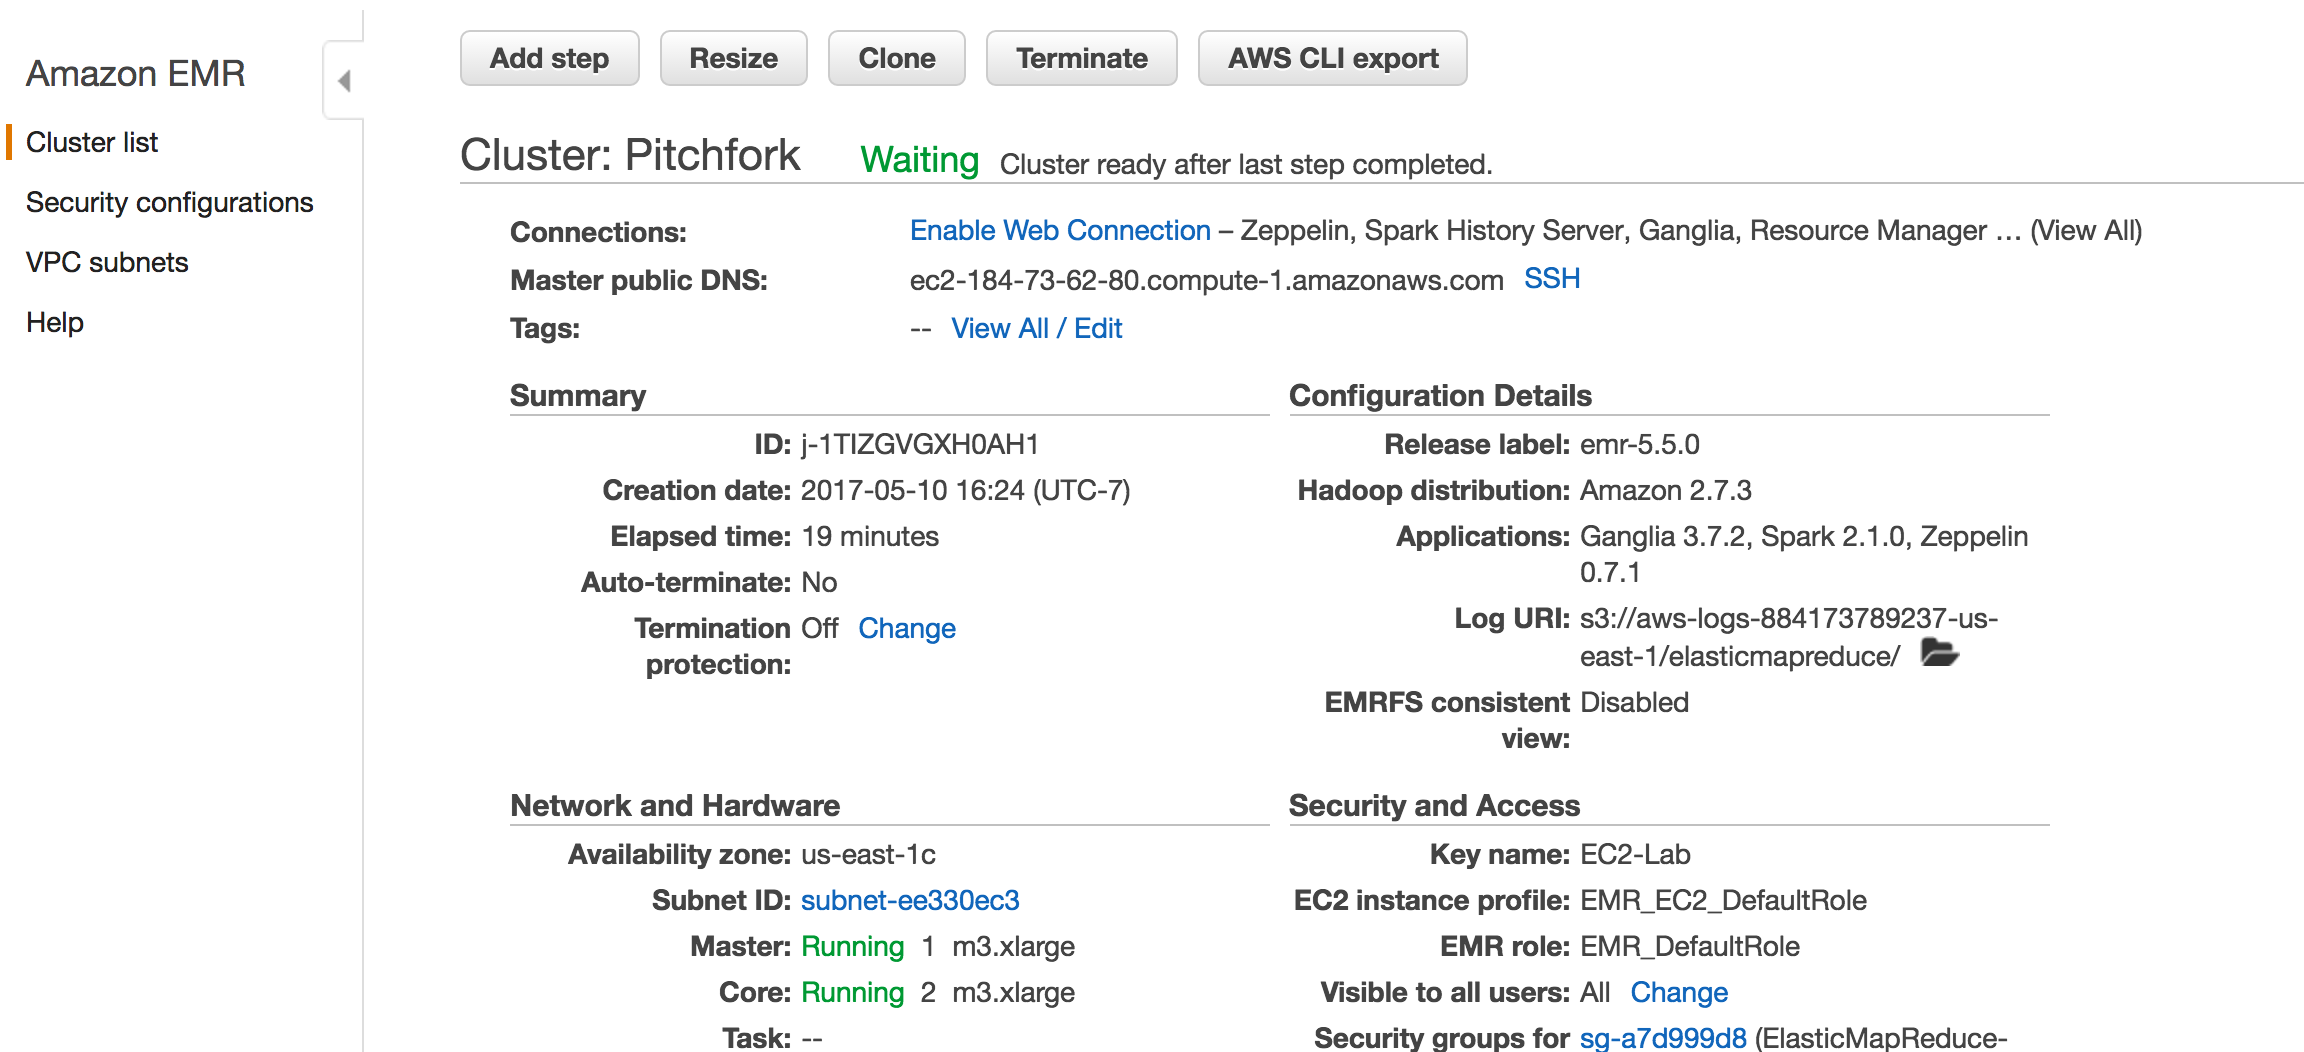 Amazon EMR
Cluster list
Security configurations
VPC subnets
Help
Add step Resize Clone Terminate AWS CLI export
Cluster: Pitchfork Waiting Cluster ready after last step completed.
Connections: Enable Web Connection – Zeppelin, Spark History Server, Ganglia, Resource Manager … (View All)
Master public DNS: ec2-184-73-62-80.compute-1.amazonaws.com SSH
Tags: -- View All / Edit
Summary
ID: j-1TIZGVGXH0AH1
Creation date: 2017-05-10 16:24 (UTC-7)
Elapsed time: 19 minutes
Auto-terminate: No
Termination Off Change
protection:
Configuration Details
Release label: emr-5.5.0
Hadoop distribution: Amazon 2.7.3
Applications: Ganglia 3.7.2, Spark 2.1.0, Zeppelin
0.7.1
Log URI: s3://aws-logs-884173789237-us-
east-1/elasticmapreduce/
EMRFS consistent Disabled
view:
Network and Hardware
Availability zone: us-east-1c
Subnet ID: subnet-ee330ec3
Master: Running 1 m3.xlarge
Core: Running 2 m3.xlarge
Task: --
Security and Access
Key name: EC2-Lab
EC2 instance profile: EMR_EC2_DefaultRole
EMR role: EMR_DefaultRole
Visible to all users: All Change
Security groups for sg-a7d999d8 (ElasticMapReduce-